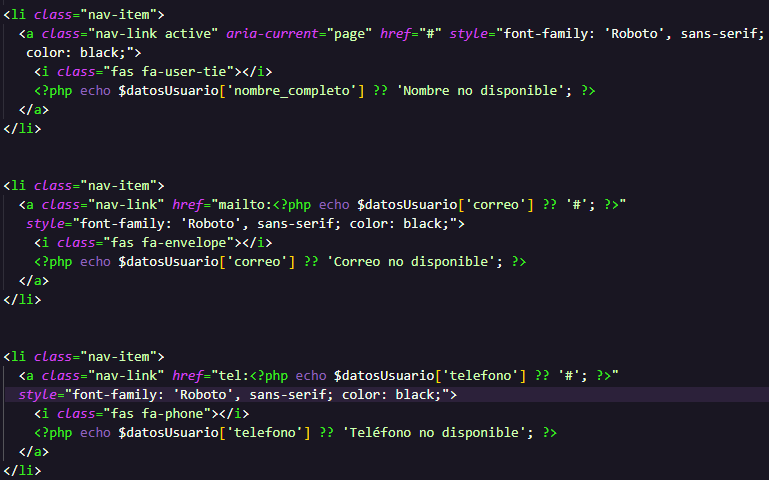 <li class="nav-item">
<a class="nav-link active" aria-current="page" href="#" style="font-family: 'Roboto', sans-serif;
color: black;">
<i class="fas fa-user-tie"></i>
<?php echo $datosUsuario['nombre_completo'] ?? 'Nombre no disponible'; ?>
</a>
</li>
<li class="nav-item">
<a class="nav-link" href="mailto:<?php echo $datosUsuario['correo'] ?? '#'; ?>"
style="font-family: 'Roboto', sans-serif; color: black;">
<i class="fas fa-envelope"></i>
<?php echo $datosUsuario['correo'] ?? 'Correo no disponible'; ?>
</a>
</li>
<li class="nav-item">
<a class="nav-link" href="tel:<?php echo $datosUsuario['telefono'] ?? '#'; ?>"
style="font-family: 'Roboto', sans-serif; color: black;">
<i class="fas fa-phone"></i>
<?php echo $datosUsuario['telefono'] ?? 'Teléfono no disponible'; ?>
</a>
</li>